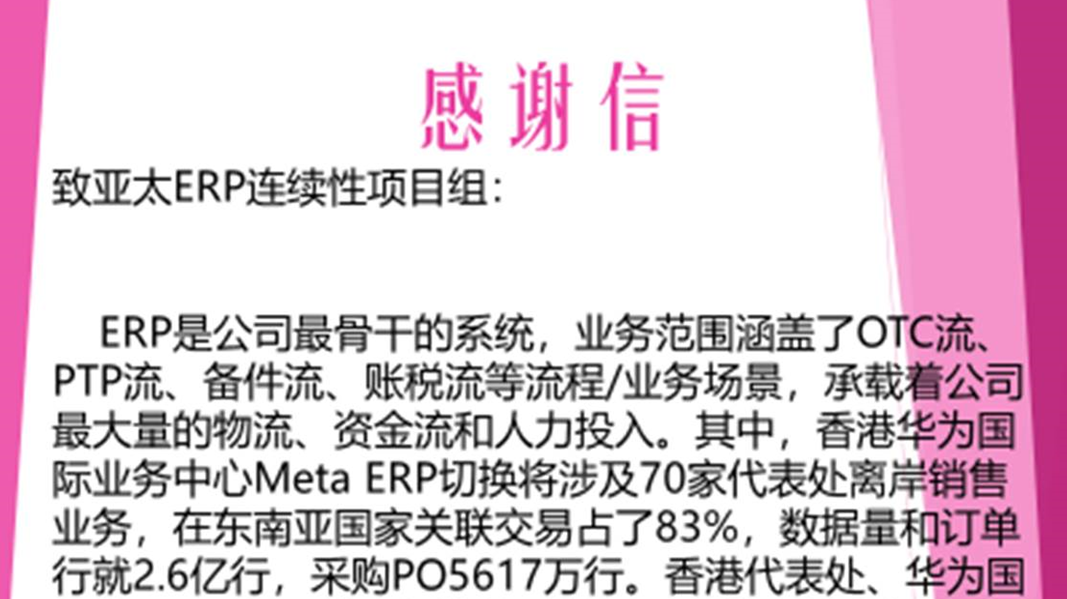 感谢信
致亚太ERP连续性项目组：
ERP是公司最骨干的系统，业务范围涵盖了OTC流、
PTP流、备件流、账税流等流程/业务场景，承载着公司
最大量的物流、资金流和人力投入。其中，香港华为国
际业务中心Meta ERP切换将涉及70家代表处离岸销售
业务，在东南亚国家关联交易占了83%，数据量和订单
行就2.6亿行，采购PO5617万行。香港代表处、华为国